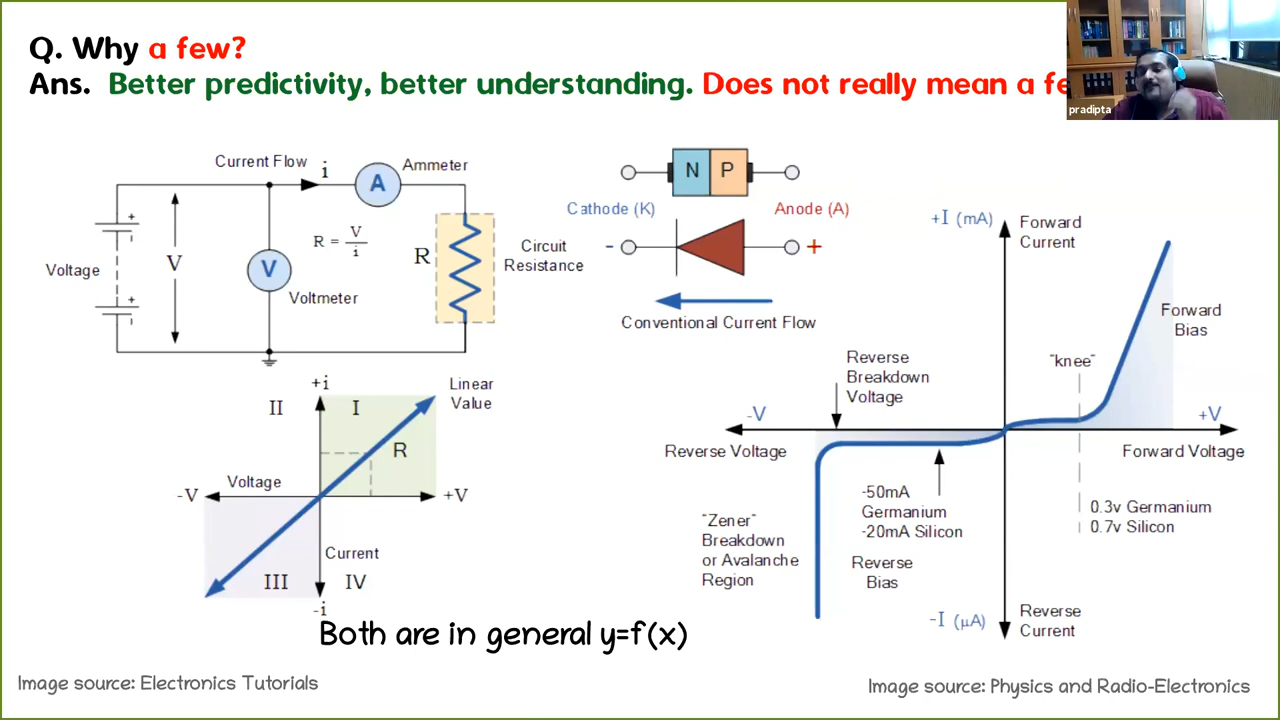 Q. Why a few?
Ans. Better predictivity, better understanding. Does not really mean a
pradipta
Current Flow
i
Ammeter
A
R = V/i
Voltage
V
V
Voltmeter
R
Circuit
Resistance
N P
Cathode (K)
Anode (A)
-
+
Conventional Current Flow
+i
II
I
Linear
Value
R
Voltage
-V
+V
Current
III
IV
-i
+I (mA)
Forward
Current
Forward
Bias
"knee"
Reverse
Breakdown
Voltage
-V
+V
Reverse Voltage
Forward Voltage
-50mA
Germanium
-20mA Silicon
0.3v Germanium
0.7v Silicon
"Zener"
Breakdown
or Avalanche
Region
Reverse
Bias
-I (µA)
Reverse
Current
Both are in general y=f(x)
Image source: Electronics Tutorials
Image source: Physics and Radio-Electronics